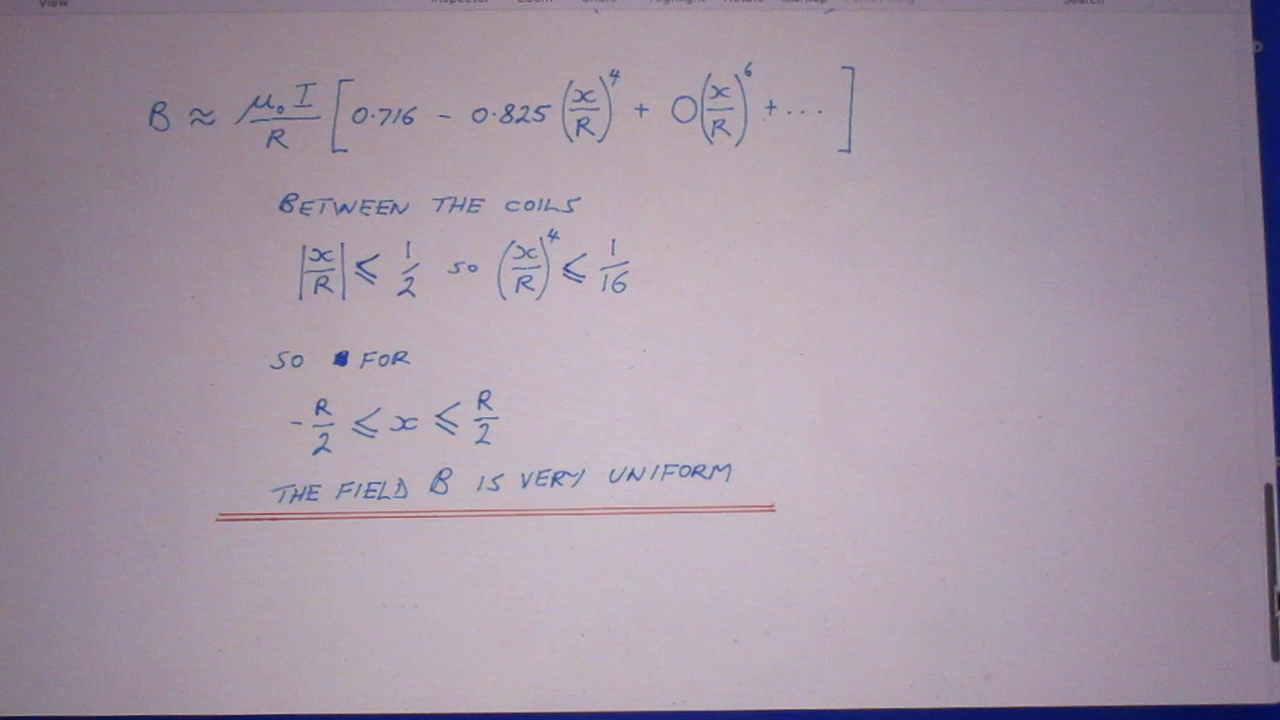 View
B ≈ μ₀I/R [0.716 - 0.825 (x/R)⁴ + O(x/R)⁶ + ...]
BETWEEN THE COILS
|x/R| ⩽ 1/2 so (x/R)⁴ ⩽ 1/16
SO FOR
-R/2 ⩽ x ⩽ R/2
THE FIELD B IS VERY UNIFORM